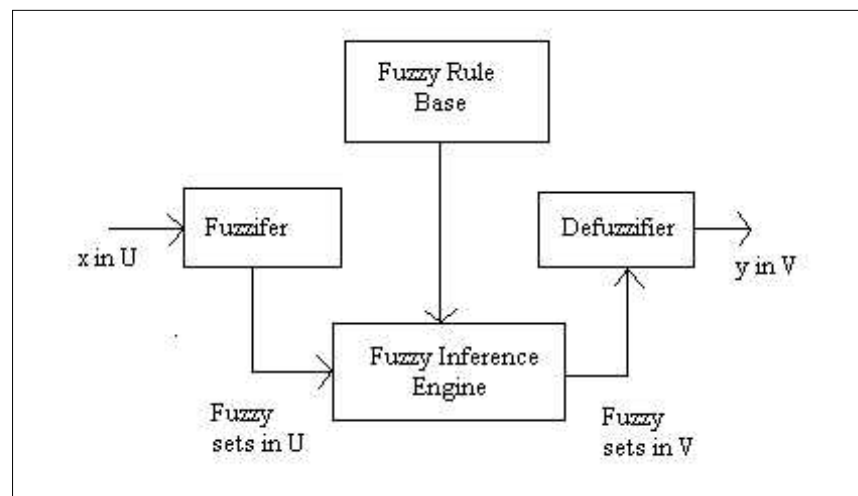 Fuzzy Rule
Base
Fuzzifer
Defuzzifier
x in U
y in V
Fuzzy Inference
Engine
Fuzzy
sets in U
Fuzzy
sets in V